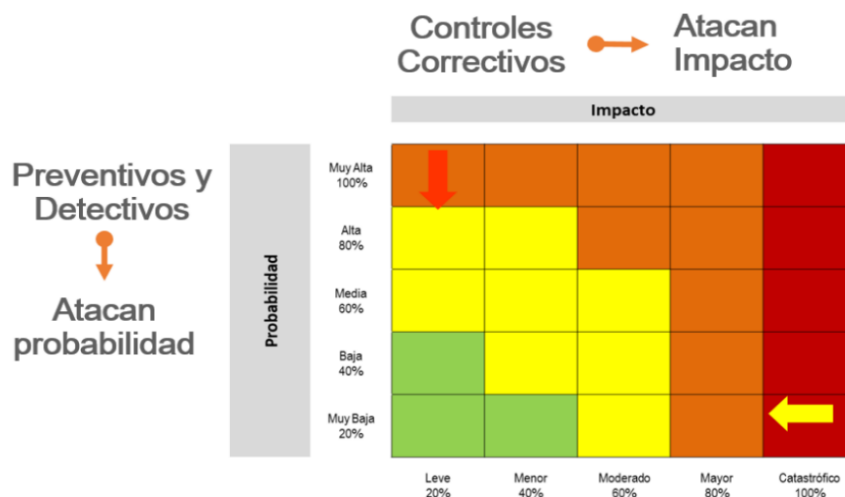 Controles
Correctivos
Atacan
Impacto
Impacto
Preventivos y
Detectivos
Atacan
probabilidad
Probabilidad
Muy Alta
100%
Alta
80%
Media
60%
Baja
40%
Muy Baja
20%
Leve
20%
Menor
40%
Moderado
60%
Mayor
80%
Catastrófico
100%